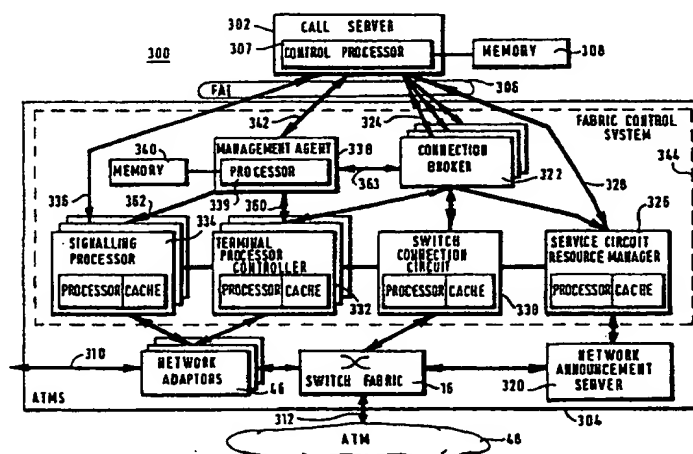 302
CALL SERVER
307
CONTROL PROCESSOR
MEMORY
308
300
FAI
306
342
324
FABRIC CONTROL
SYSTEM
340
MANAGEMENT AGENT
338
MEMORY
PROCESSOR
339
363
CONNECTION
BROKER
322
344
336
362
360
328
334
326
SIGNALLING
PROCESSOR
TERMINAL
PROCESSOR
CONTROLLER
SWITCH
CONNECTION
CIRCUIT
SERVICE CIRCUIT
RESOURCE MANAGER
PROCESSOR CACHE
PROCESSOR CACHE
PROCESSOR CACHE
PROCESSOR CACHE
332
330
310
NETWORK
ADAPTORS
46
SWITCH FABRIC
16
NETWORK
ANNOUNCEMENT
SERVER
320
ATMS
312
304
ATM
48